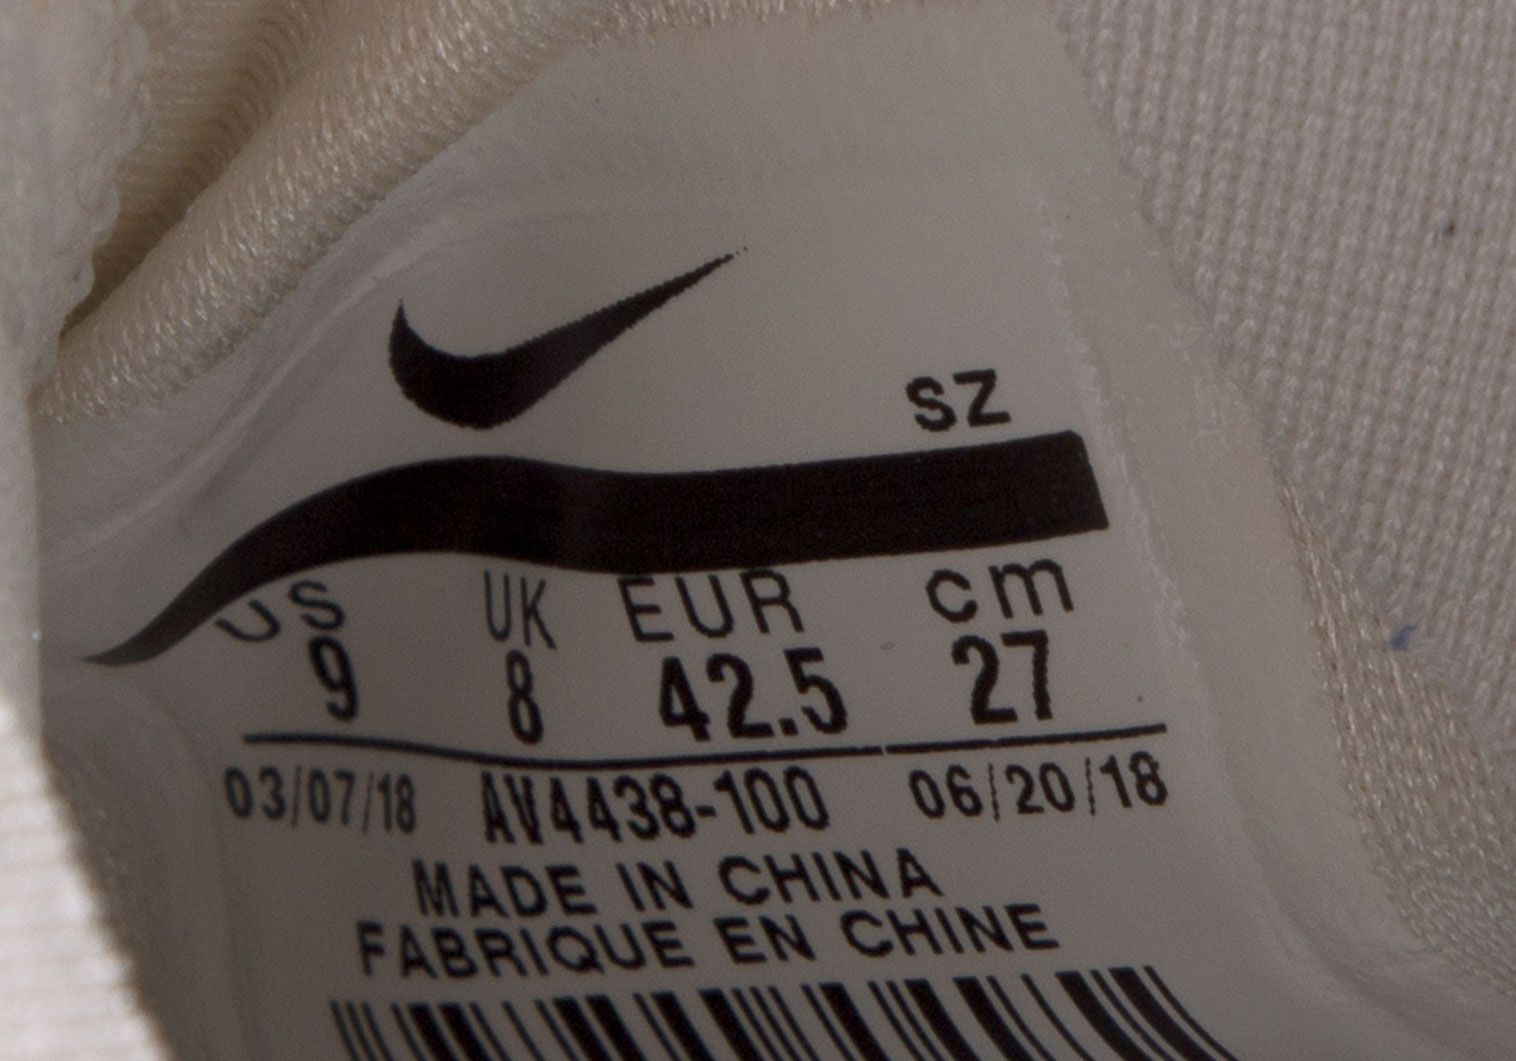 SZ
US UK EUR cm
9 8 42.5 27
03/07/18 AV4438-100 06/20/18
MADE IN CHINA
FABRIQUE EN CHINE